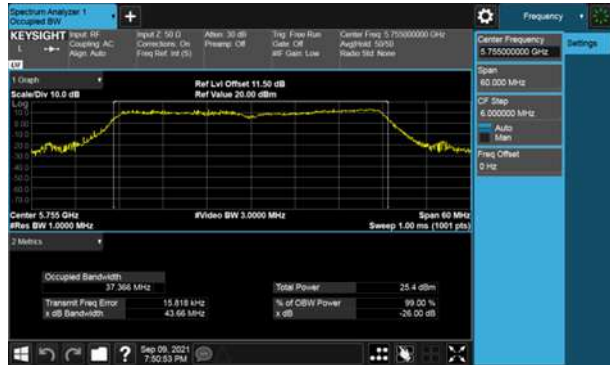 Spectrum Analyzer 1
Occupied BW
Frequency
KEYSIGHT
Input: RF
Coupling: AC
Align: Auto
Input Z: 50 Ω
Corrections: On
Freq Ref: Int (S)
Atten: 30 dB
Preamp: Off
Trig: Free Run
Gate: Off
#IF Gain: Low
Center Freq: 5.755000000 GHz
Avg|Hold: 50/50
Radio Std: None
L
Center Frequency
5.755000000 GHz
Settings
Span
60.000 MHz
CF Step
6.000000 MHz
Auto
Man
Freq Offset
0 Hz
1 Graph
Scale/Div 10.0 dB
Ref Lvl Offset 11.50 dB
Ref Value 20.00 dBm
Log
Center 5.755 GHz
#Res BW 1.0000 MHz
#Video BW 3.0000 MHz
Span 60 MHz
Sweep 1.00 ms (1001 pts)
2 Metrics
Occupied Bandwidth
37.366 MHz
Total Power
25.4 dBm
Transmit Freq Error
15.818 kHz
% of OBW Power
99.00 %
x dB Bandwidth
43.66 MHz
x dB
-26.00 dB
Sep 09, 2021
7:50:53 PM